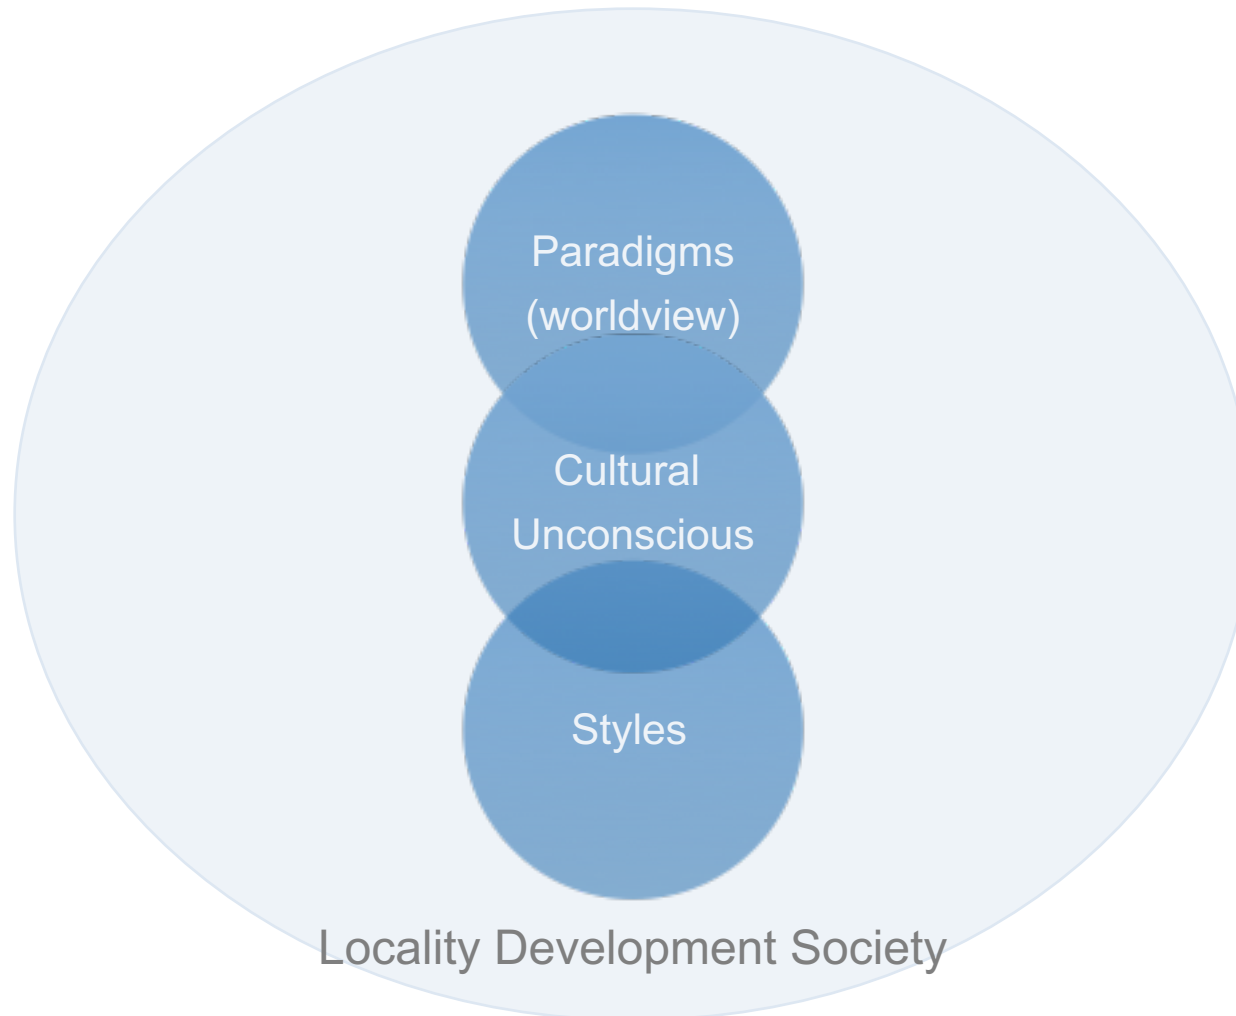 Paradigms
(worldview)
Cultural
Unconscious
Styles
Locality Development Society